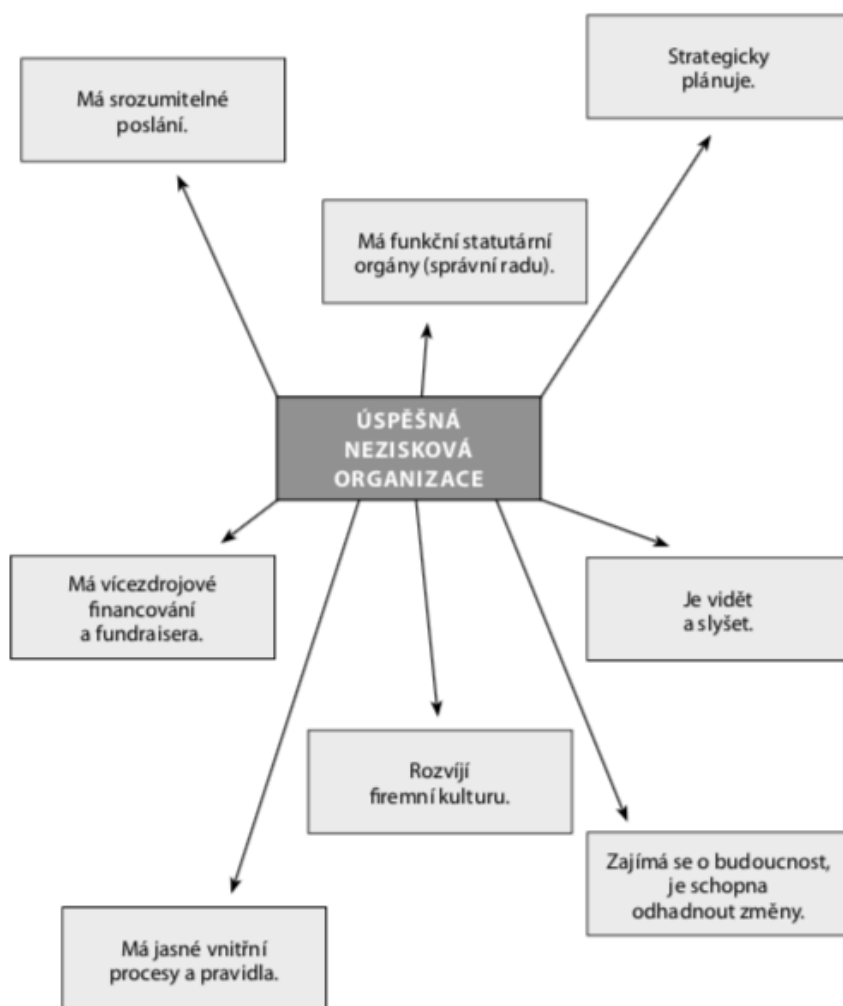 Strategicky
plánuje.
Má srozumitelné
poslání.
Má funkční statutární
orgány (správní radu).
ÚSPĚŠNÁ
NEZISKOVÁ
ORGANIZACE
Má vícezdrojové
financování
a fundraisera.
Je vidět
a slyšet.
Rozvíjí
firemní kulturu.
Zajímá se o budoucnost,
je schopna
odhadnout změny.
Má jasné vnitřní
procesy a pravidla.